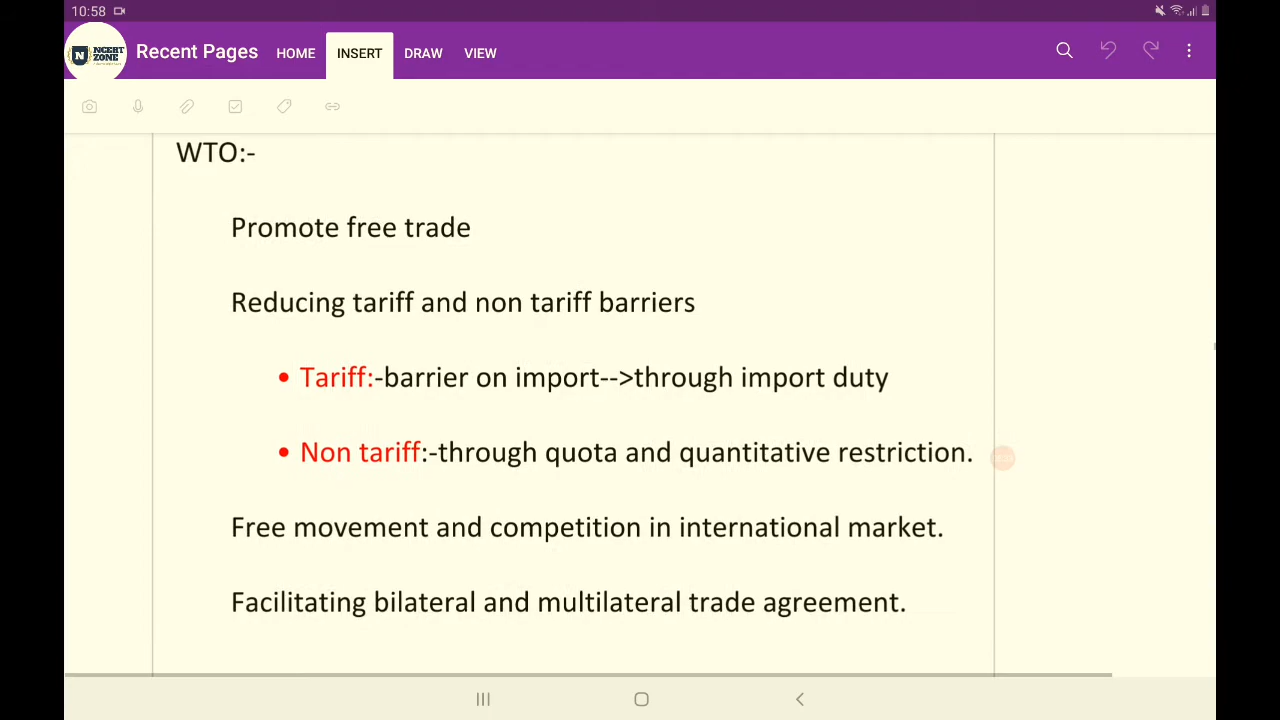 10:58
NCERT
ZONE
Recent Pages HOME INSERT DRAW VIEW
WTO:-
Promote free trade
Reducing tariff and non tariff barriers
• Tariff:-barrier on import-->through import duty
• Non tariff:-through quota and quantitative restriction.
Free movement and competition in international market.
Facilitating bilateral and multilateral trade agreement.